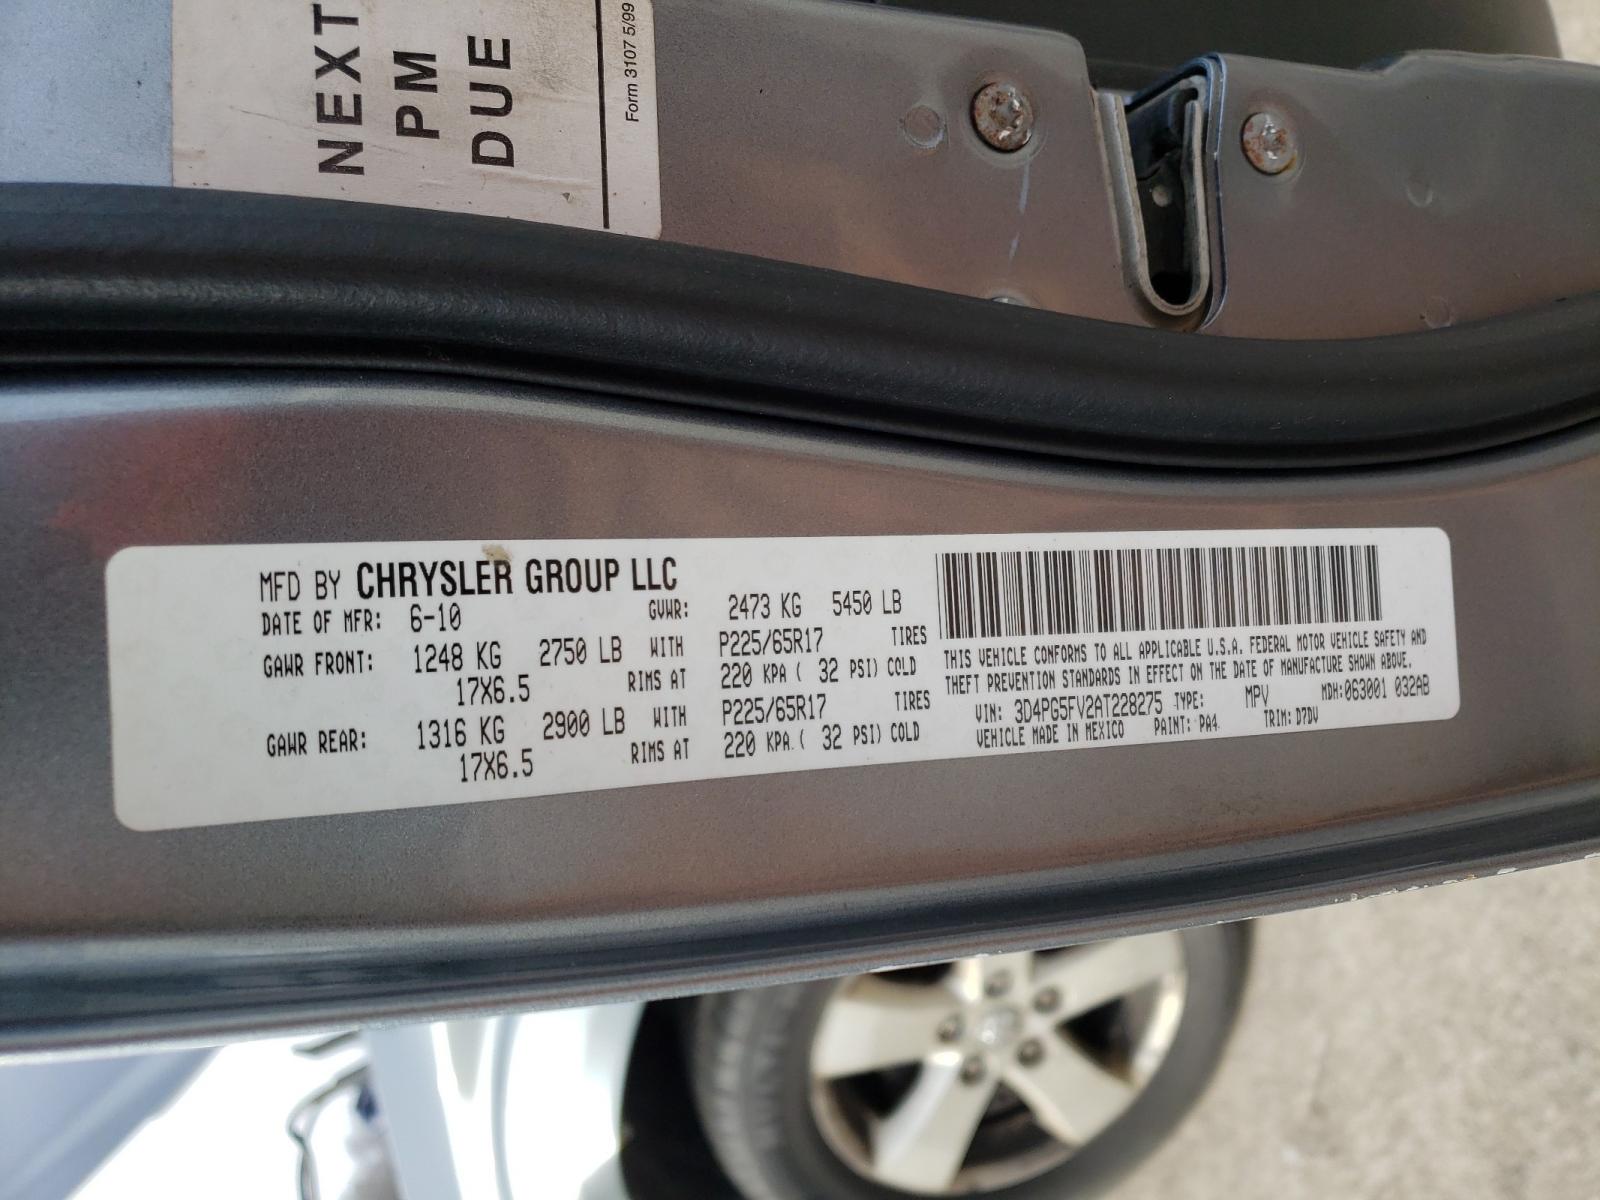 NEXT
PM
DUE
Form 3107 5/99
MFD BY CHRYSLER GROUP LLC
DATE OF MFR: 6-10 GVWR: 2473 KG 5450 LB
GAWR FRONT: 1248 KG 2750 LB WITH P225/65R17 TIRES
17X6.5 RIMS AT 220 KPA ( 32 PSI) COLD
GAWR REAR: 1316 KG 2900 LB WITH P225/65R17 TIRES
17X6.5 RIMS AT 220 KPA ( 32 PSI) COLD
THIS VEHICLE CONFORMS TO ALL APPLICABLE U.S.A. FEDERAL MOTOR VEHICLE SAFETY AND
THEFT PREVENTION STANDARDS IN EFFECT ON THE DATE OF MANUFACTURE SHOWN ABOVE.
VIN: 3D4PG5FV2AT228275 TYPE: MPV MDH:063001 032AB
VEHICLE MADE IN MEXICO PAINT: PA4 TRIM: D7DV